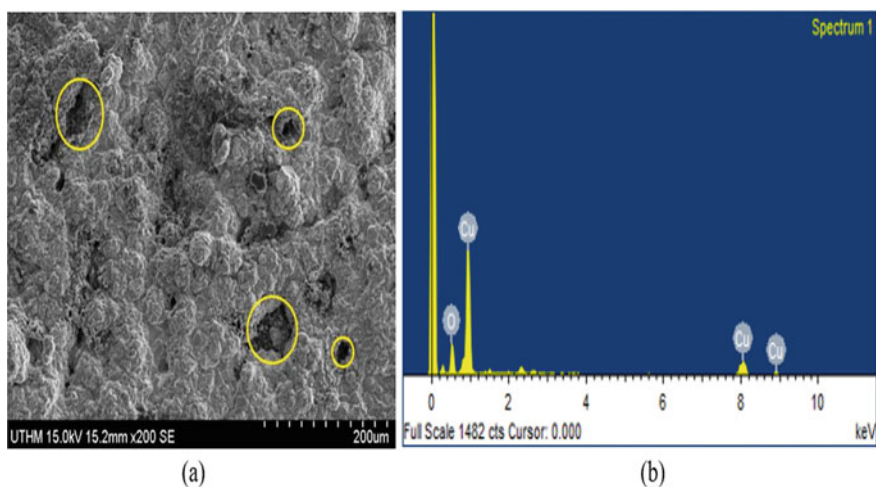 Spectrum 1
Cu
O
Cu
Cu
0 2 4 6 8 10
Full Scale 1482 cts Cursor: 0.000 keV
UTHM 15.0kV 15.2mm x200 SE 200um
(a) (b)